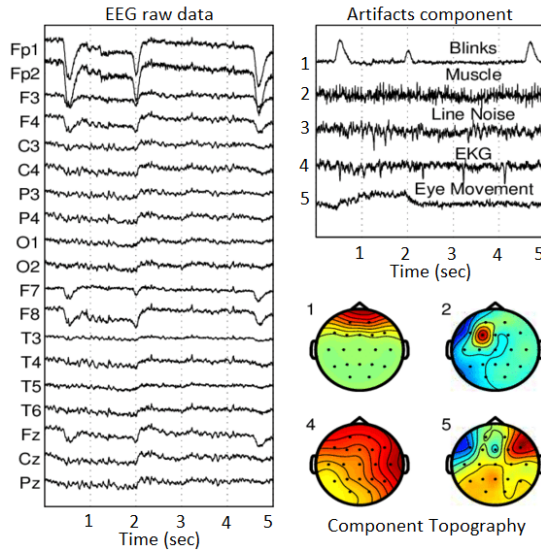 EEG raw data
Fp1
Fp2
F3
F4
C3
C4
P3
P4
O1
O2
F7
F8
T3
T4
T5
T6
Fz
Cz
Pz
1 2 3 4 5
Time (sec)
Artifacts component
1 Blinks
2 Muscle
3 Line Noise
4 EKG
5 Eye Movement
1 2 3 4 5
Time (sec)
1 2
4 5
Component Topography